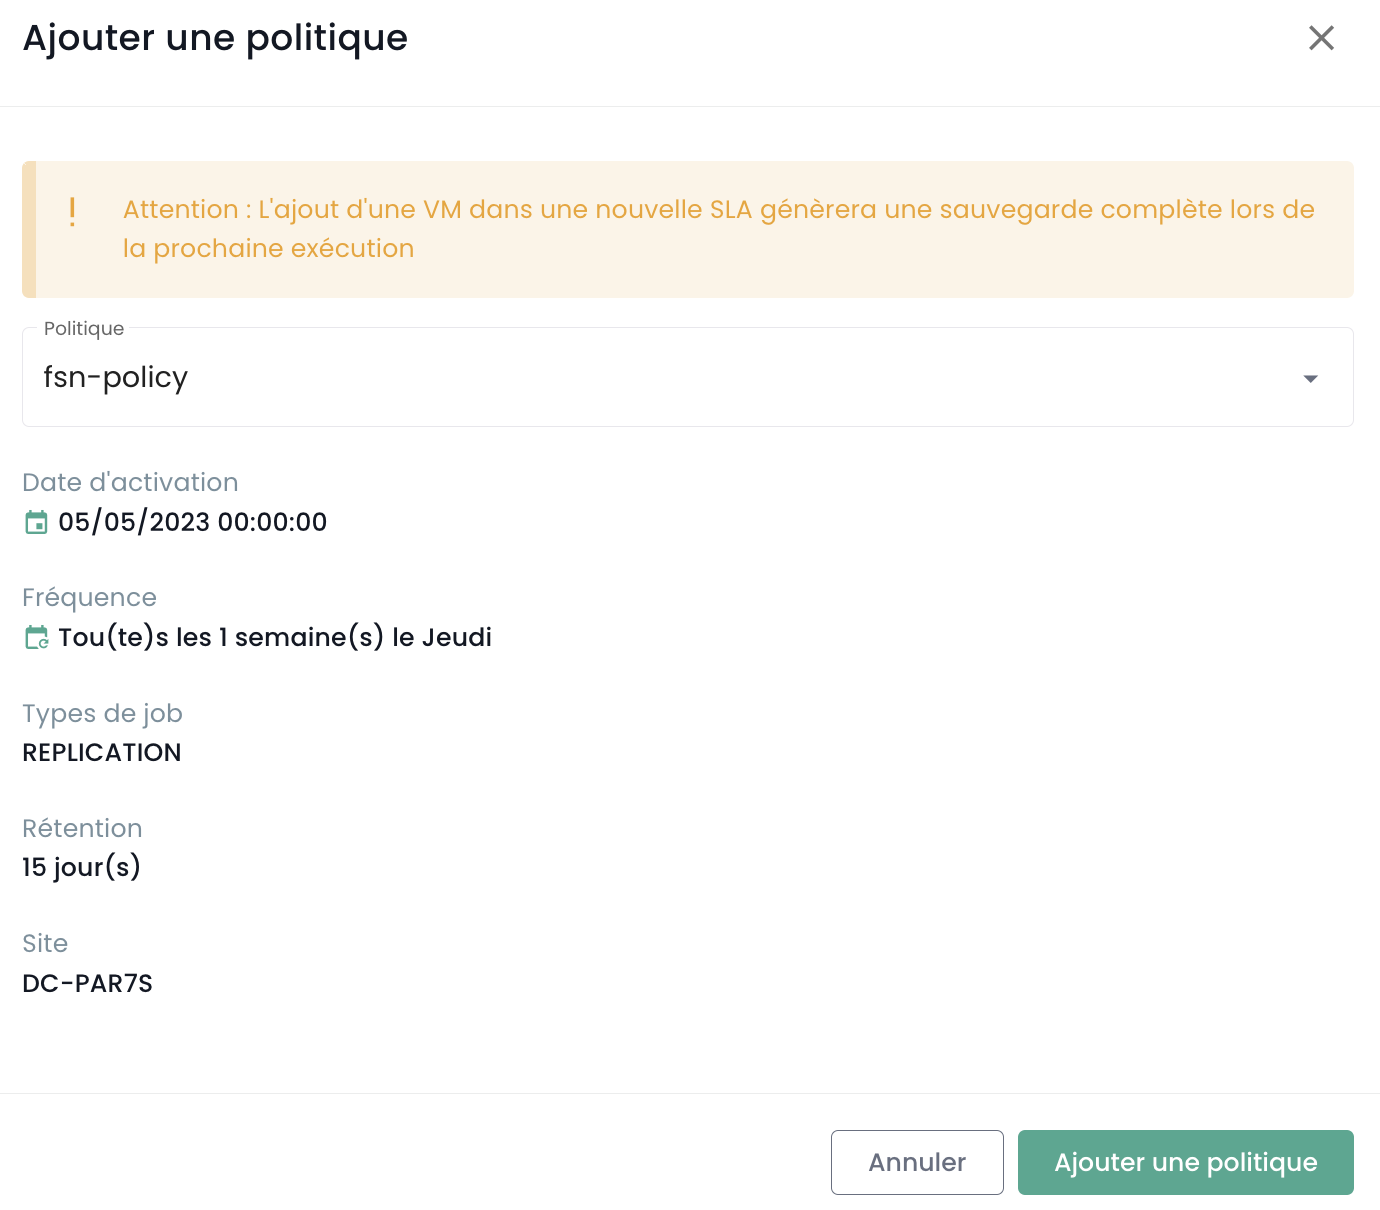 Ajouter une politique
Attention : L'ajout d'une VM dans une nouvelle SLA génèrera une sauvegarde complète lors de
la prochaine exécution
Politique
fsn-policy
Date d'activation
05/05/2023 00:00:00
Fréquence
Tou(te)s les 1 semaine(s) le Jeudi
Types de job
REPLICATION
Rétention
15 jour(s)
Site
DC-PAR7S
Annuler
Ajouter une politique